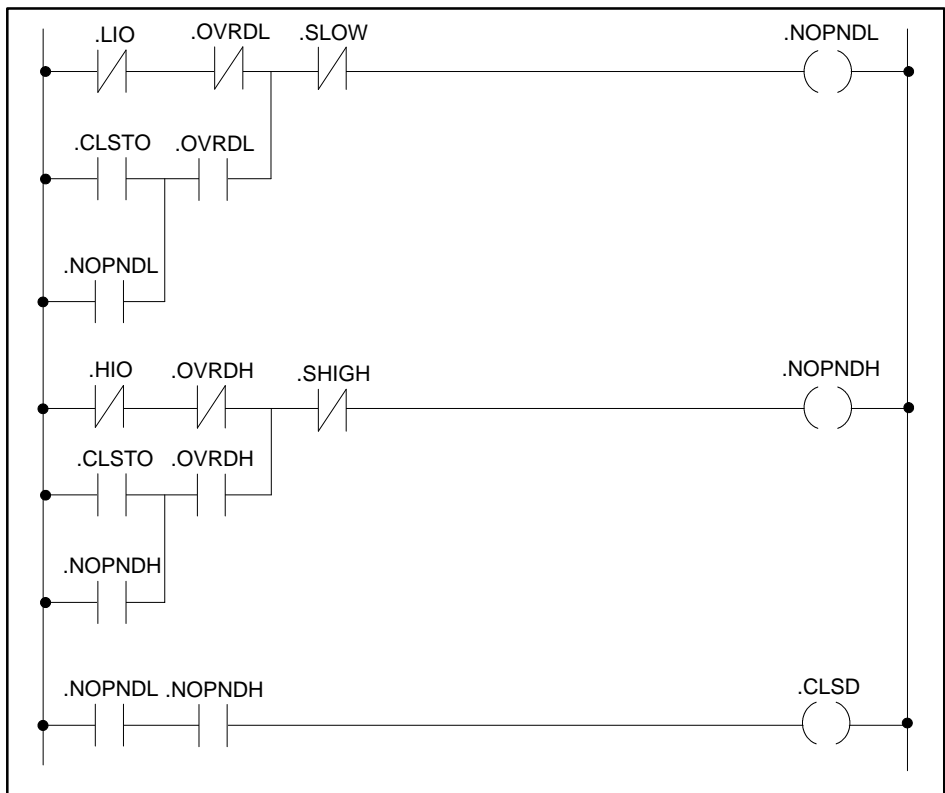 .LIO .OVRDL .SLOW .NOPNDL
.CLSTO .OVRDL
.NOPNDL
.HIO .OVRDH .SHIGH .NOPNDH
.CLSTO .OVRDH
.NOPNDH
.NOPNDL .NOPNDH .CLSD